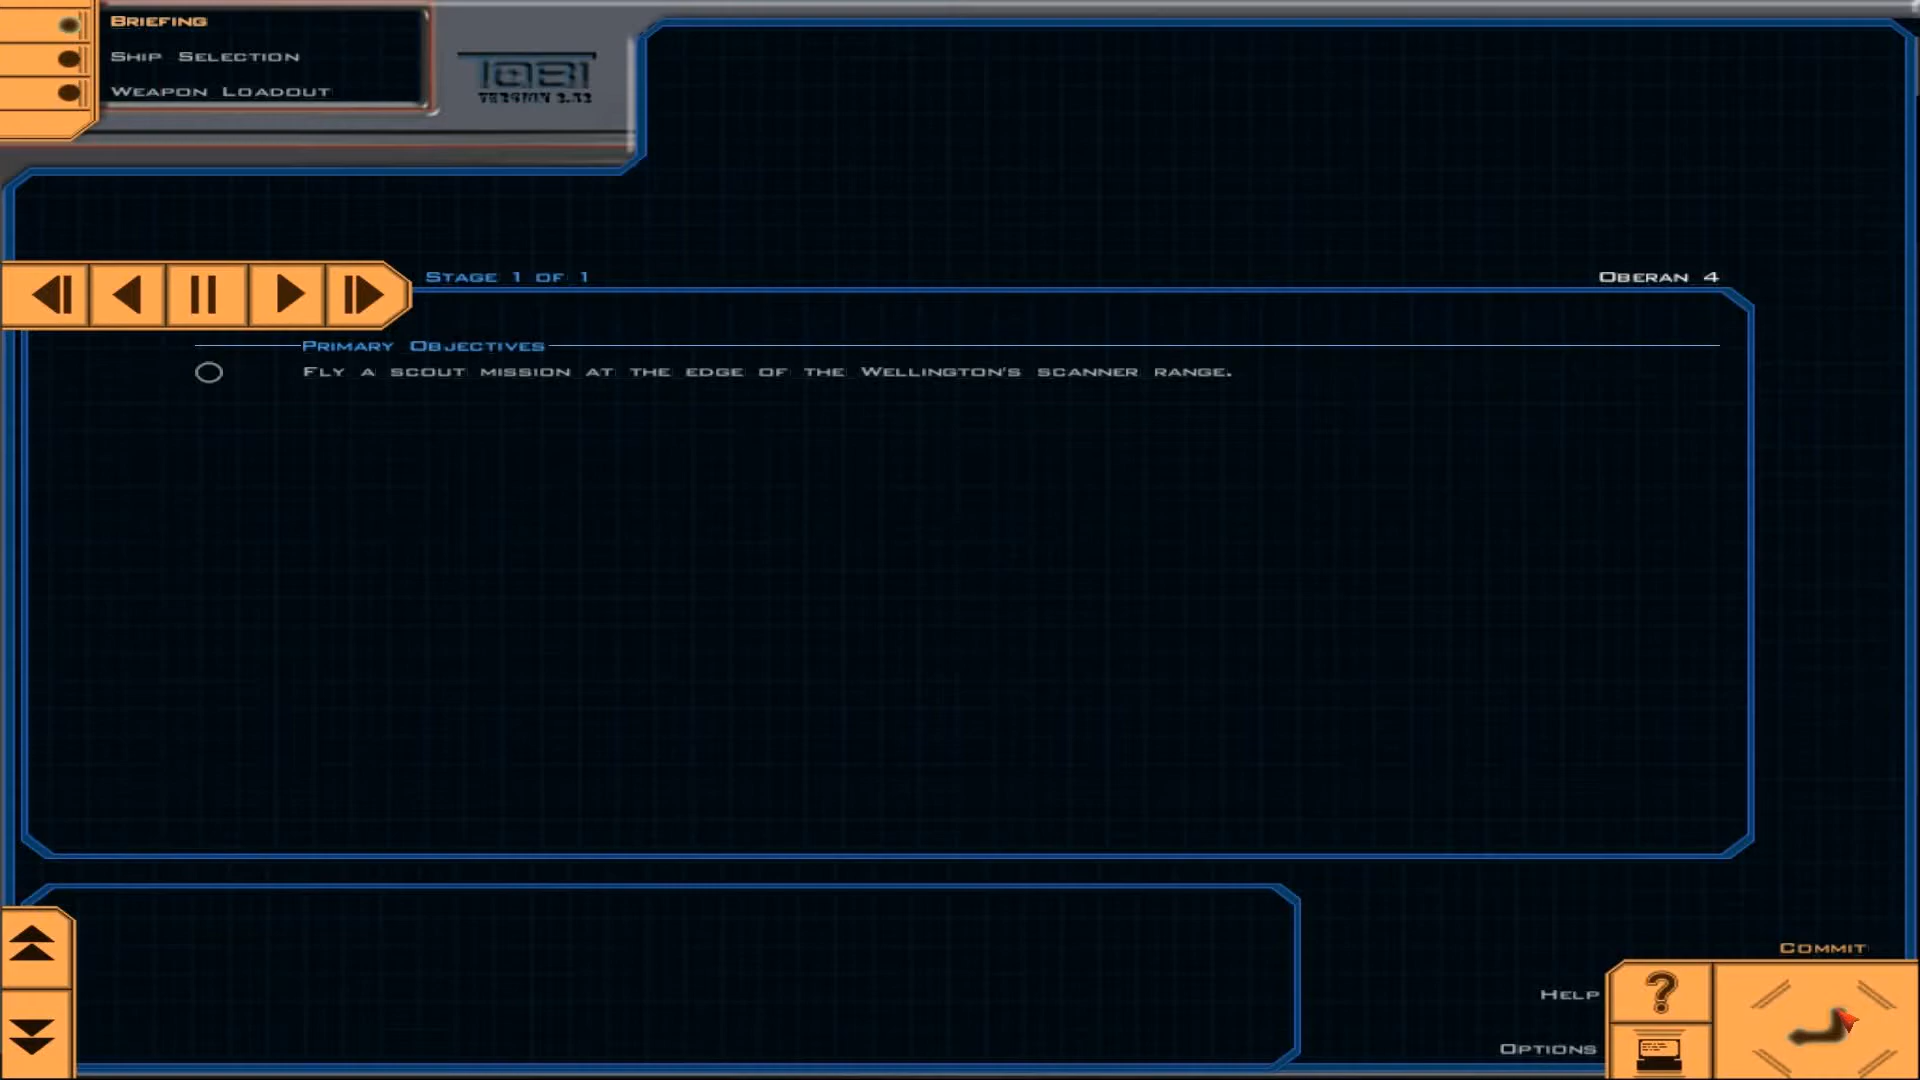 Briefing
Ship Selection
Weapon Loadout
Stage 1 of 1
Oberan 4
Primary Objectives
Fly a scout mission at the edge of the Wellington's scanner range.
Commit
Help
?
Options